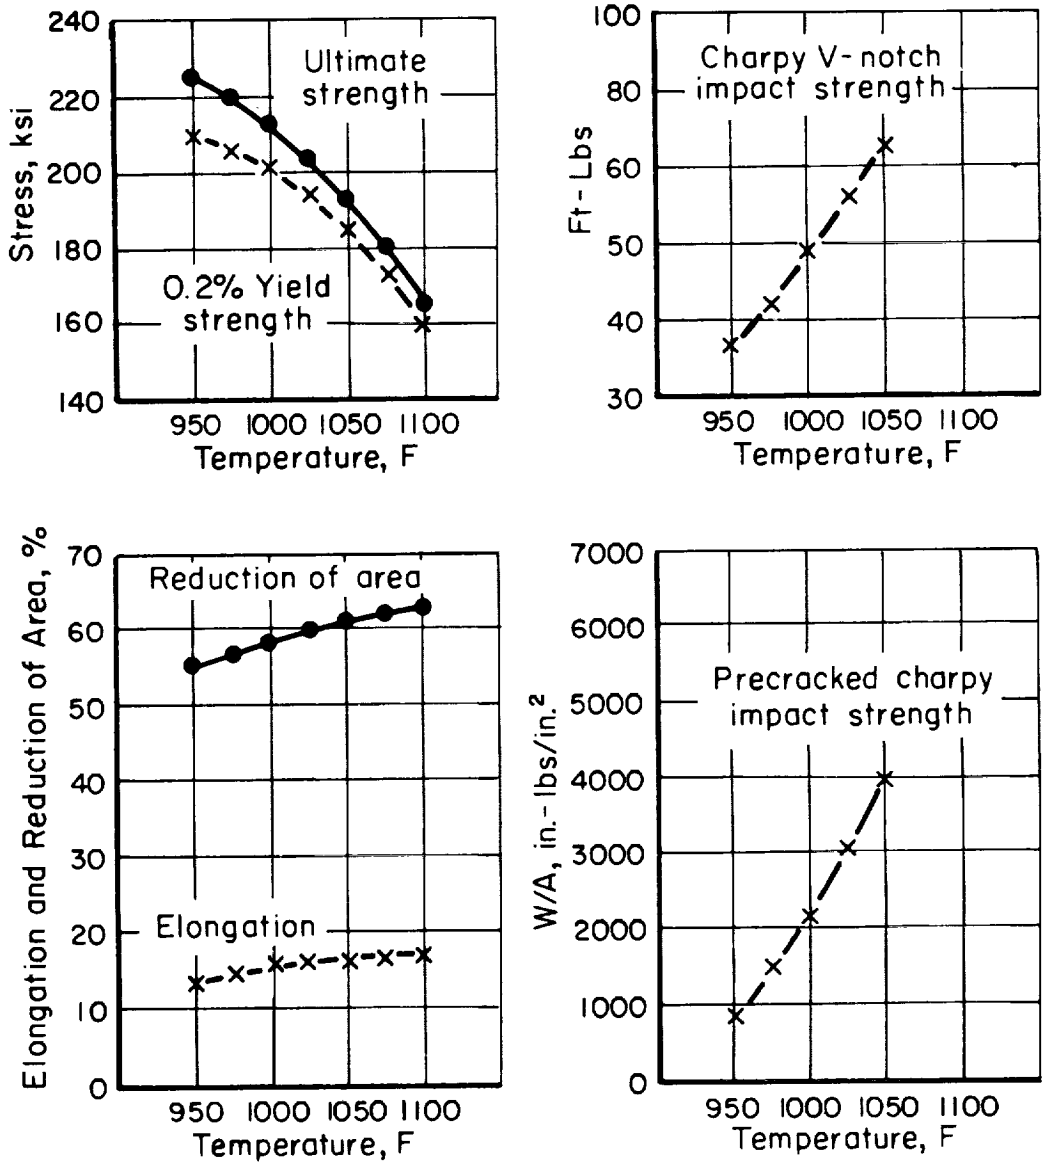 240
220
200
180
160
140
Stress, ksi
Ultimate
strength
0.2% Yield
strength
950 1000 1050 1100
Temperature, F
100
80
60
50
40
30
Ft-Lbs
Charpy V-notch
impact strength
950 1000 1050 1100
Temperature, F
70
60
50
40
30
20
10
0
Elongation and Reduction of Area, %
Reduction of area
Elongation
950 1000 1050 1100
Temperature, F
7000
6000
5000
4000
3000
2000
1000
0
W/A, in.-lbs/in.²
Precracked charpy
impact strength
950 1000 1050 1100
Temperature, F